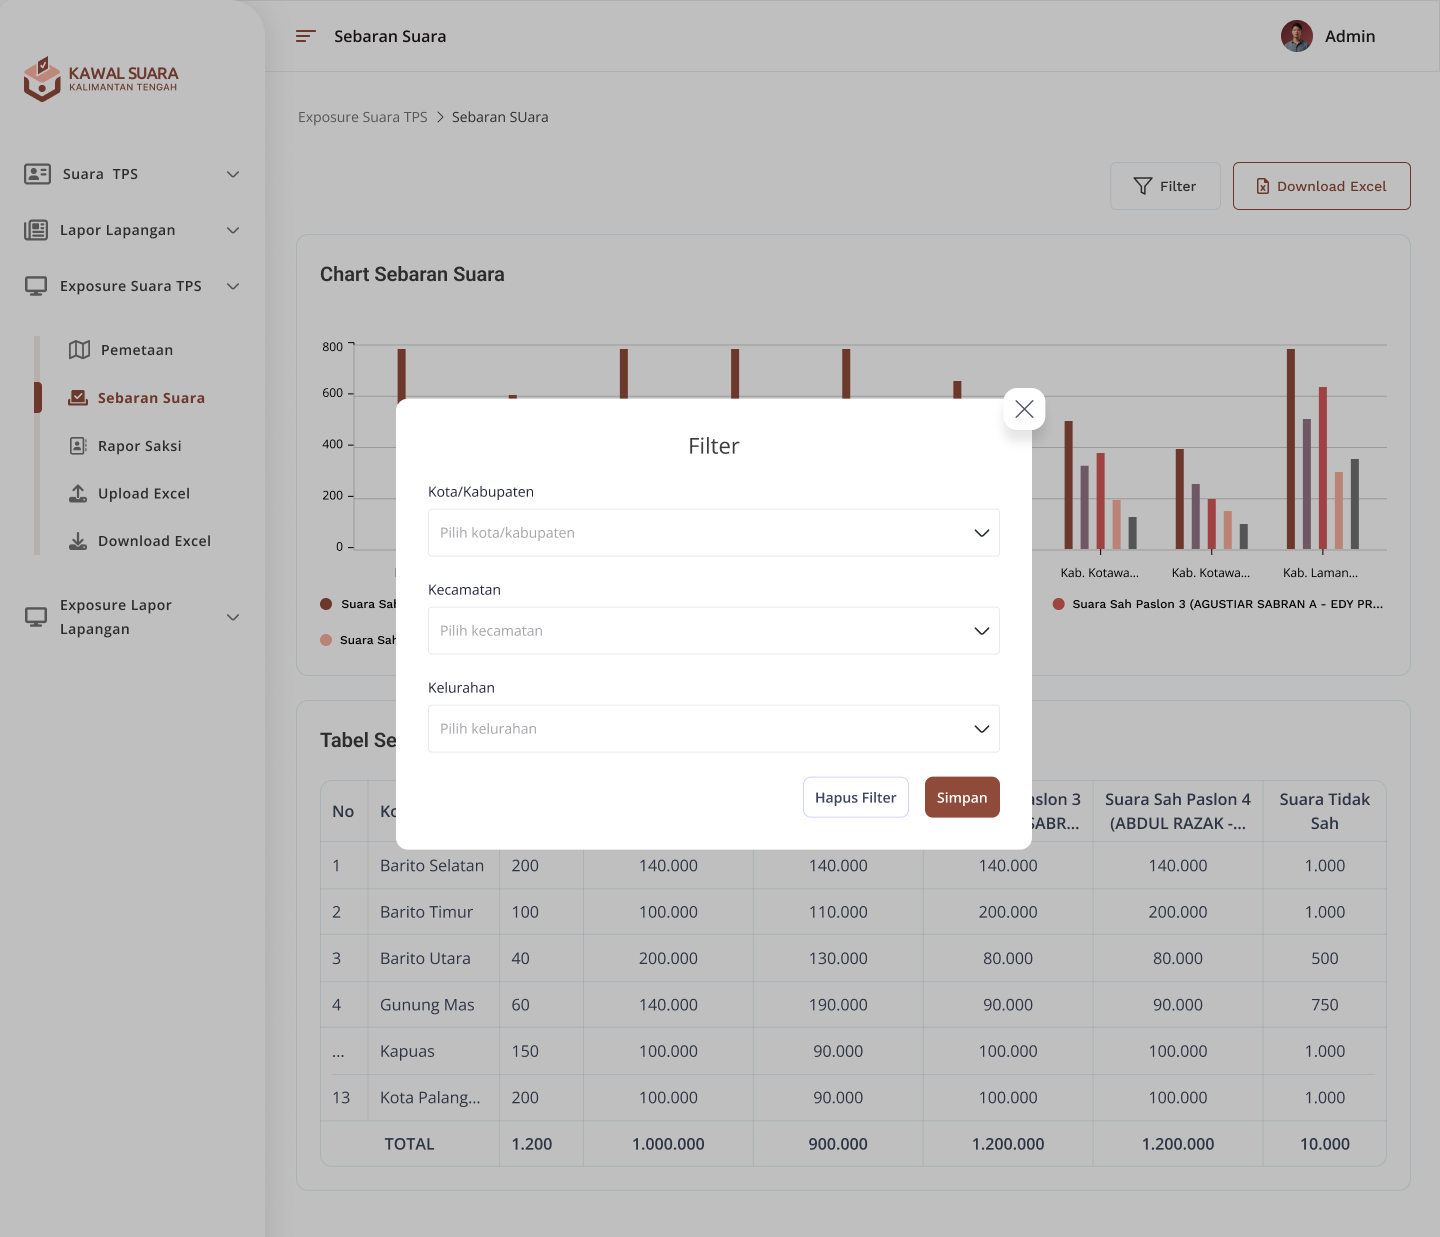 KAWAL SUARA
KALIMANTAN TENGAH
Sebaran Suara
Admin
Suara TPS
Lapor Lapangan
Exposure Suara TPS
Pemetaan
Sebaran Suara
Rapor Saksi
Upload Excel
Download Excel
Exposure Lapor
Lapangan
Exposure Suara TPS > Sebaran SUara
Filter
Download Excel
Chart Sebaran Suara
800
600
400
200
0
Kab. Kotawa...
Kab. Kotawa...
Kab. Laman...
Suara Sah
Suara Sah Paslon 3 (AGUSTIAR SABRAN A - EDY PR...
Suara Sah
Filter
Kota/Kabupaten
Pilih kota/kabupaten
Kecamatan
Pilih kecamatan
Kelurahan
Pilih kelurahan
Hapus Filter
Simpan
Tabel Se
No
Suara Sah Paslon 4
(ABDUL RAZAK -...
Suara Tidak
Sah
1 Barito Selatan 200 140.000 140.000 140.000 140.000 1.000
2 Barito Timur 100 100.000 110.000 200.000 200.000 1.000
3 Barito Utara 40 200.000 130.000 80.000 80.000 500
4 Gunung Mas 60 140.000 190.000 90.000 90.000 750
... Kapuas 150 100.000 90.000 100.000 100.000 1.000
13 Kota Palang... 200 100.000 90.000 100.000 100.000 1.000
TOTAL 1.200 1.000.000 900.000 1.200.000 1.200.000 10.000